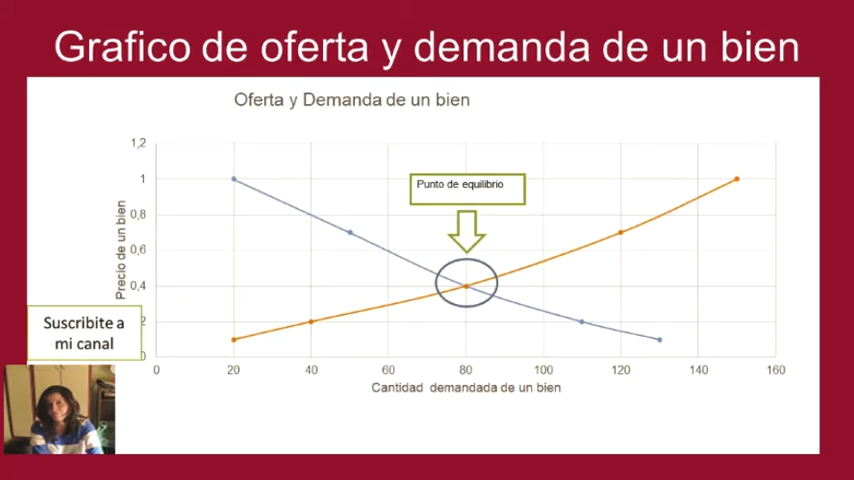 Grafico de oferta y demanda de un bien
Oferta y Demanda de un bien
1,2
1
0,8
0,6
0,4
2
0
Precio de un bien
Punto de equilibrio
Suscribite a
mi canal
0 20 40 60 80 100 120 140 160
Cantidad demandada de un bien